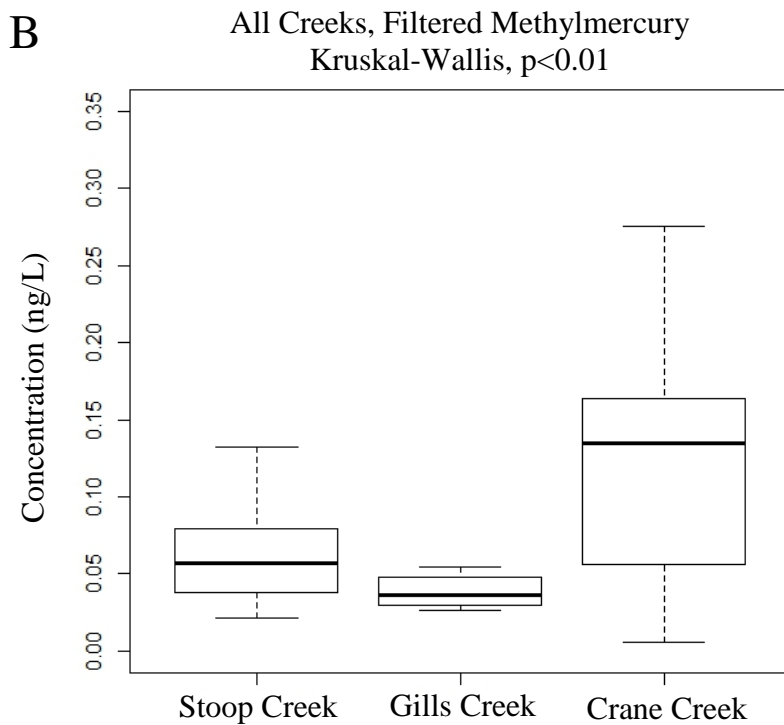 B
All Creeks, Filtered Methylmercury
Kruskal-Wallis, p<0.01
Concentration (ng/L)
0.35
0.30
0.25
0.20
0.15
0.10
0.05
0.00
Stoop Creek
Gills Creek
Crane Creek